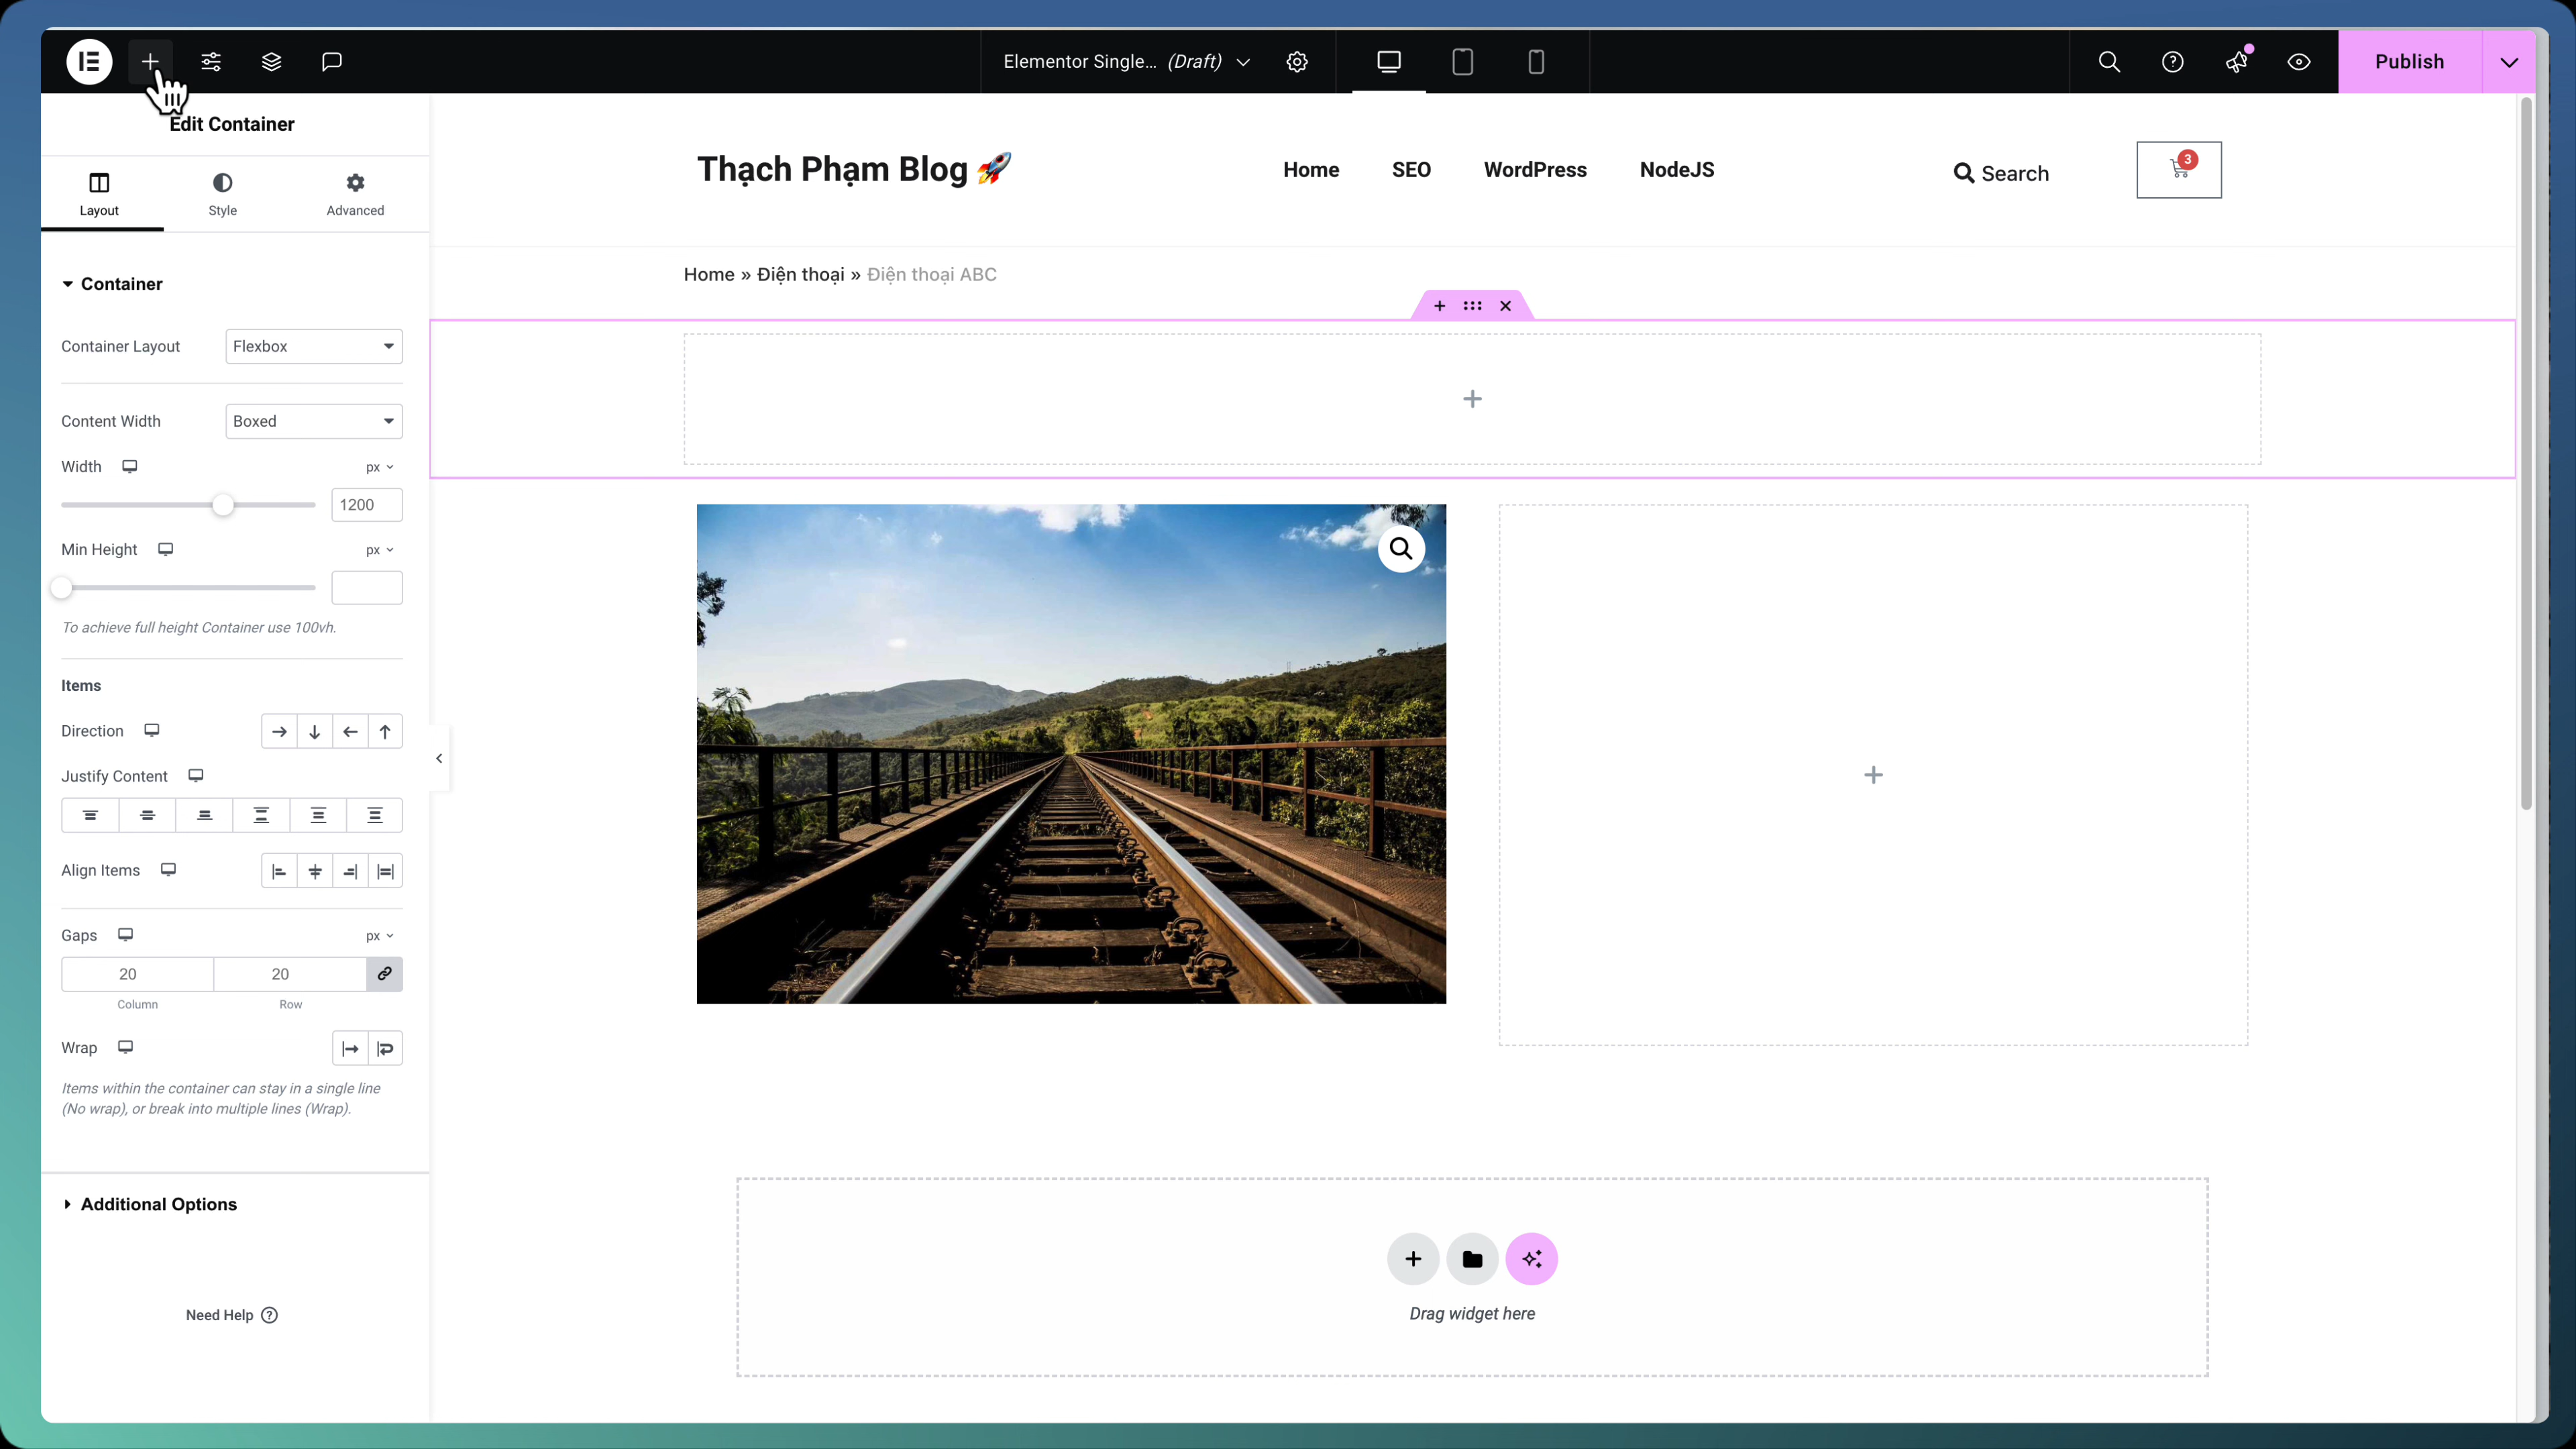 Elementor Single... (Draft)
Publish
Edit Container
Layout
Style
Advanced
Container
Container Layout
Flexbox
Content Width
Boxed
Width
px
1200
Min Height
px
To achieve full height Container use 100vh.
Items
Direction
Justify Content
Align Items
Gaps
px
20
20
Column
Row
Wrap
Items within the container can stay in a single line
(No wrap), or break into multiple lines (Wrap).
Additional Options
Need Help
Thạch Phạm Blog 🚀
Home
SEO
WordPress
NodeJS
Search
3
Home » Điện thoại » Điện thoại ABC
Drag widget here